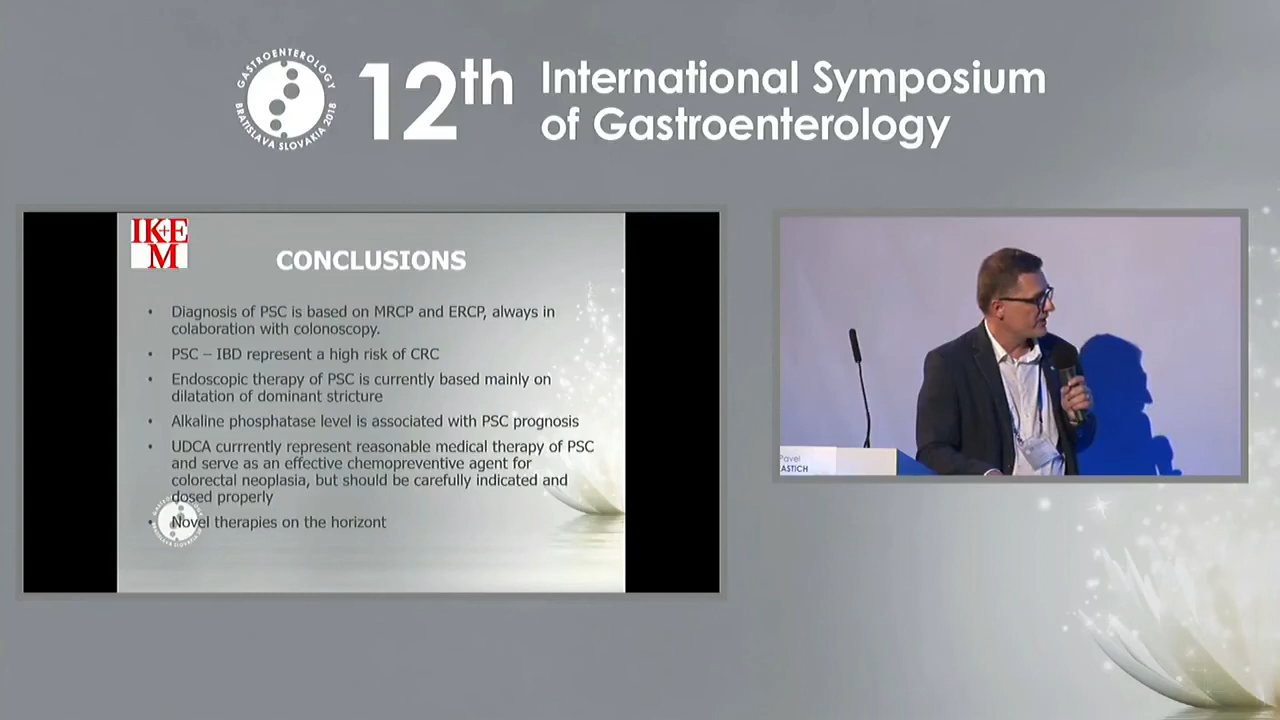 GASTROENTEROLOGY
BRATISLAVA SLOVAKIA 2018
12th
International Symposium
of Gastroenterology
IK+E
M
CONCLUSIONS
• Diagnosis of PSC is based on MRCP and ERCP, always in
colaboration with colonoscopy.
• PSC – IBD represent a high risk of CRC
• Endoscopic therapy of PSC is currently based mainly on
dilatation of dominant stricture
• Alkaline phosphatase level is associated with PSC prognosis
• UDCA currrently represent reasonable medical therapy of PSC
and serve as an effective chemopreventive agent for
colorectal neoplasia, but should be carefully indicated and
dosed properly
• Novel therapies on the horizont
Pavel
ASTICH